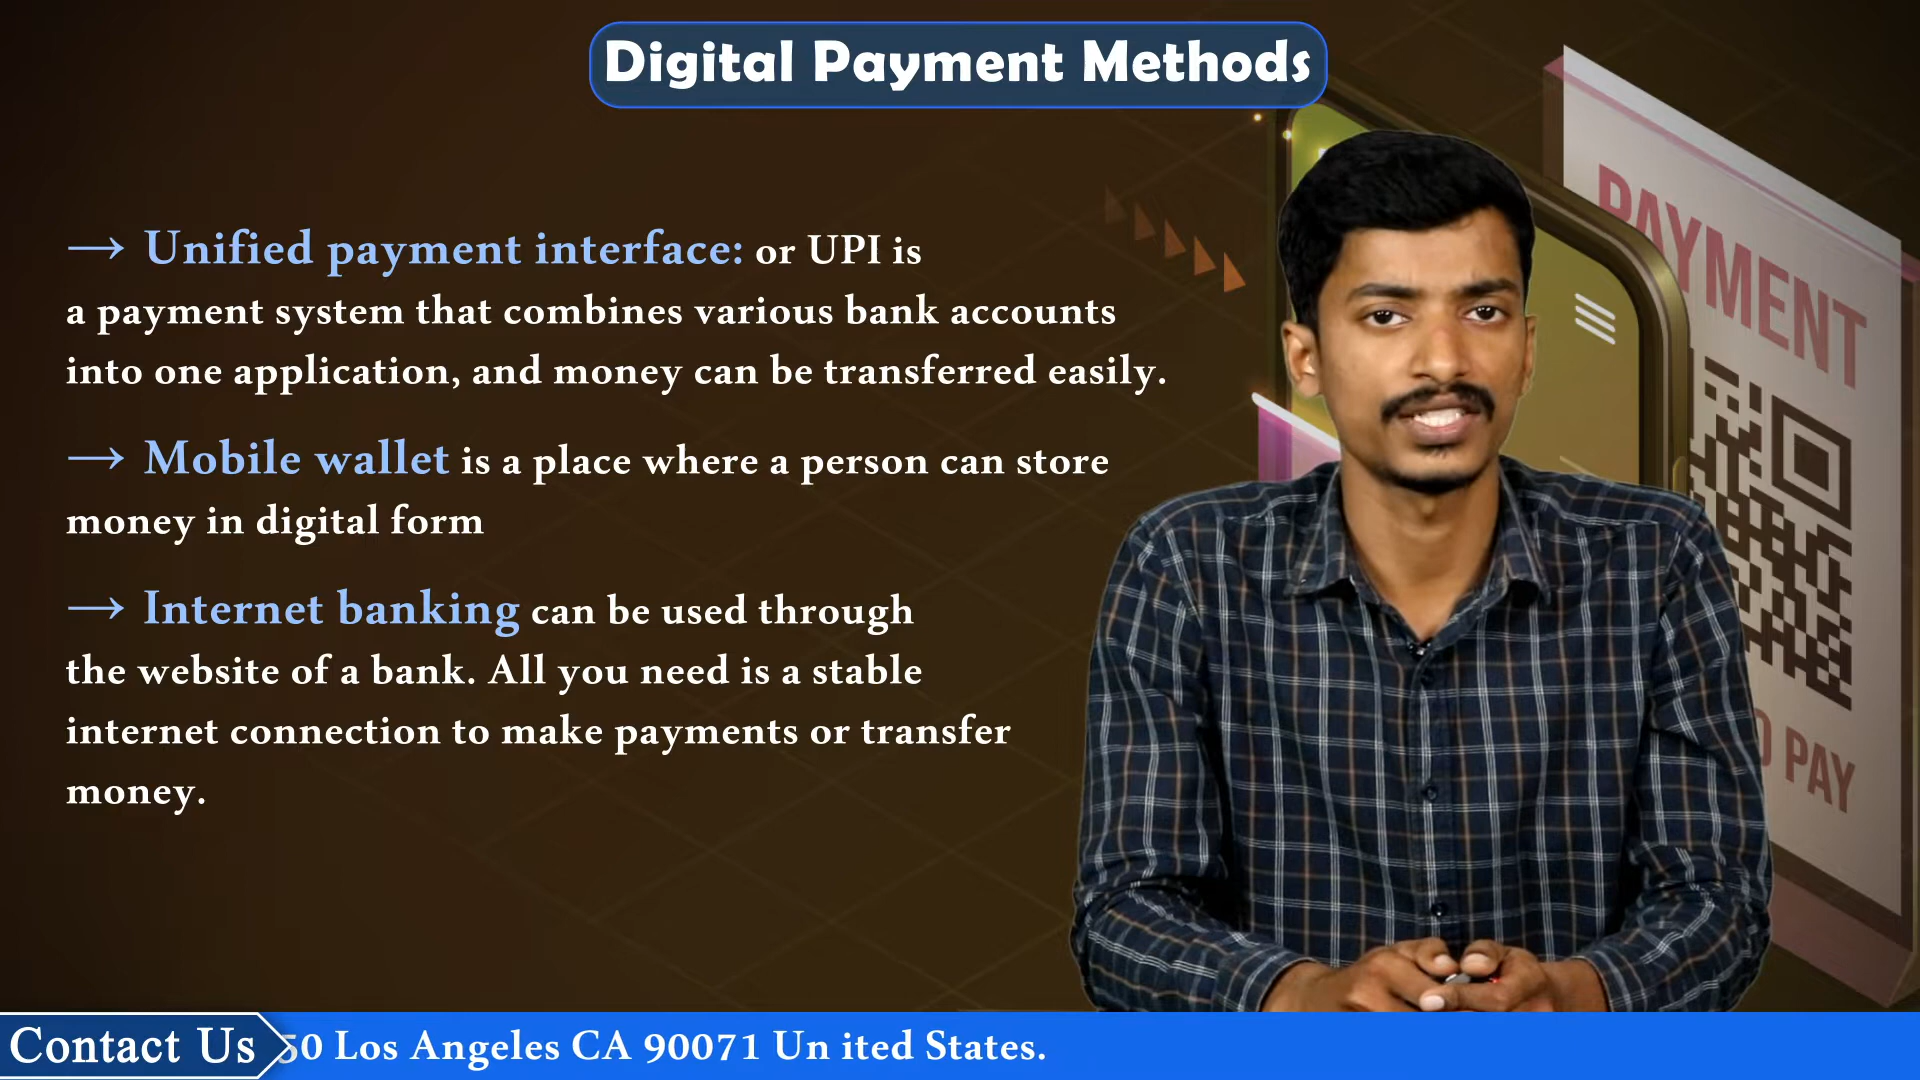 Digital Payment Methods
→ Unified payment interface: or UPI is
a payment system that combines various bank accounts
into one application, and money can be transferred easily.
→ Mobile wallet is a place where a person can store
money in digital form
→ Internet banking can be used through
the website of a bank. All you need is a stable
internet connection to make payments or transfer
money.
PAYMENT
PAY
Contact Us
50 Los Angeles CA 90071 Un ited States.